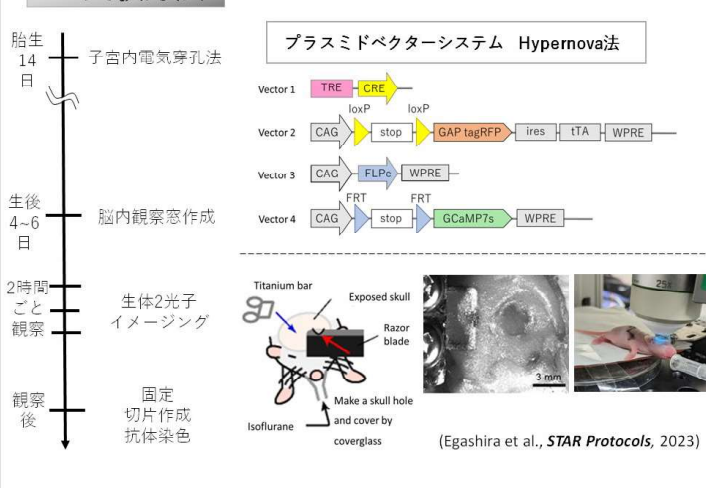 胎生
14
日
子宮内電気穿孔法
プラスミドベクターシステム Hypernova法
Vector 1
TRE
CRE
loxP
loxP
Vector 2
CAG
stop
GAP tagRFP
ires
tTA
WPRE
Vector 3
CAG
FLPo
WPRE
FRT
FRT
Vector 4
CAG
stop
GCaMP7s
WPRE
生後
4~6
日
脳内観察窓作成
2時間
ごと
観察
生体2光子
イメージング
Titanium bar
Exposed skull
Razor
blade
Make a skull hole
and cover by
coverglass
Isoflurane
3 mm
25x
観察
後
固定
切片作成
抗体染色
(Egashira et al., STAR Protocols, 2023)